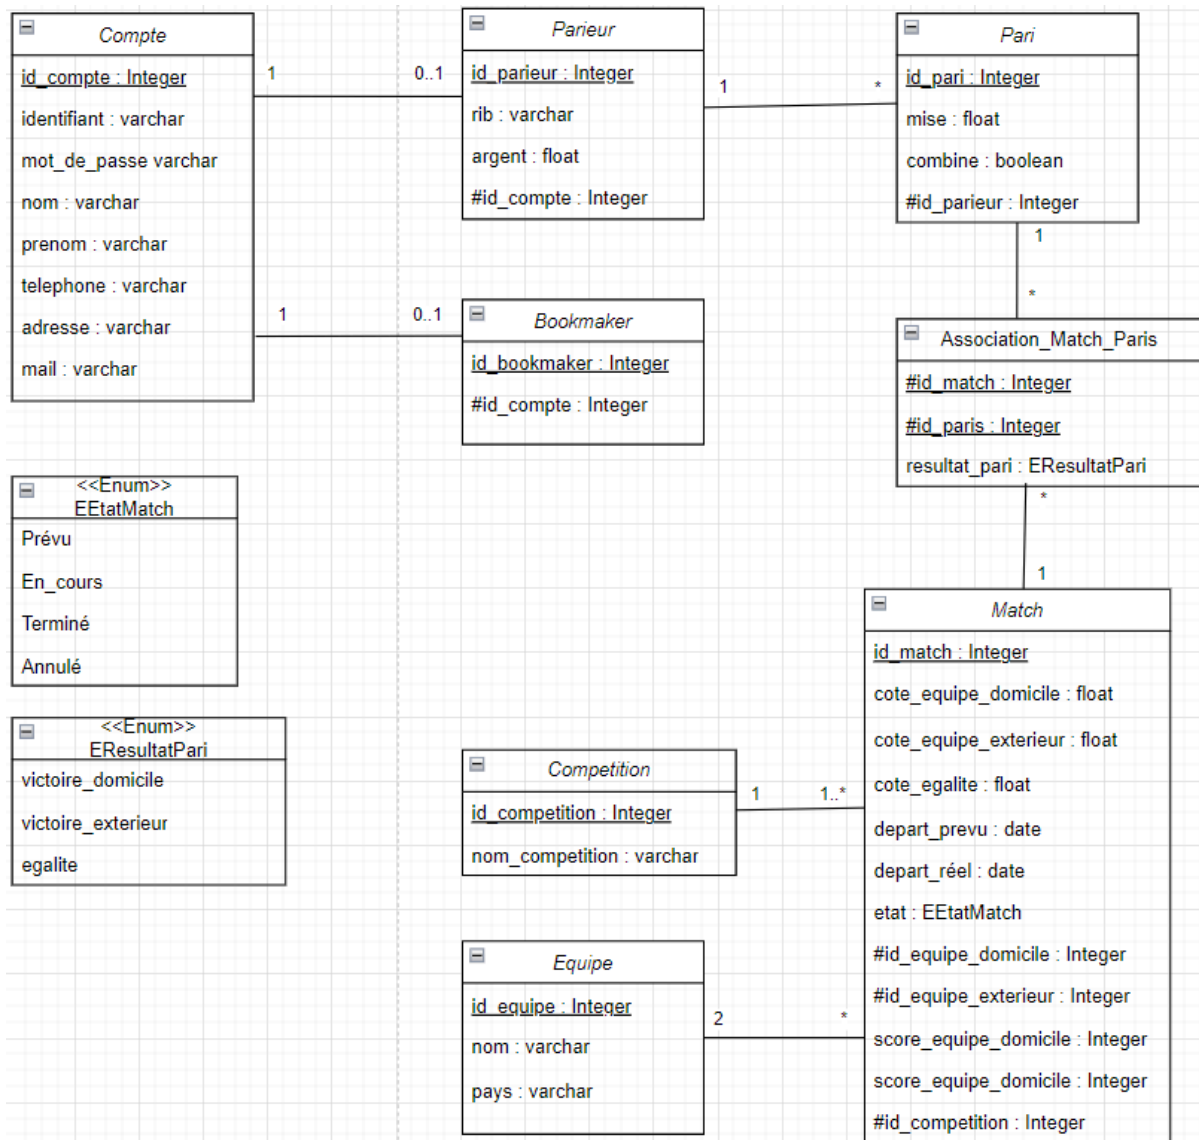 Compte
id_compte : Integer
identifiant : varchar
mot_de_passe varchar
nom : varchar
prenom : varchar
telephone : varchar
adresse : varchar
mail : varchar
1
0..1
Parieur
id_parieur : Integer
rib : varchar
argent : float
#id_compte : Integer
1
*
Pari
id_pari : Integer
mise : float
combine : boolean
#id_parieur : Integer
1
*
1
0..1
Bookmaker
id_bookmaker : Integer
#id_compte : Integer
Association_Match_Paris
#id_match : Integer
#id_paris : Integer
resultat_pari : EResultatPari
*
1
<<Enum>>
EEtatMatch
Prévu
En_cours
Terminé
Annulé
<<Enum>>
EResultatPari
victoire_domicile
victoire_exterieur
egalite
Competition
id_competition : Integer
nom_competition : varchar
1
1..*
Equipe
id_equipe : Integer
nom : varchar
pays : varchar
2
*
Match
id_match : Integer
cote_equipe_domicile : float
cote_equipe_exterieur : float
cote_egalite : float
depart_prevu : date
depart_réel : date
etat : EEtatMatch
#id_equipe_domicile : Integer
#id_equipe_exterieur : Integer
score_equipe_domicile : Integer
score_equipe_domicile : Integer
#id_competition : Integer